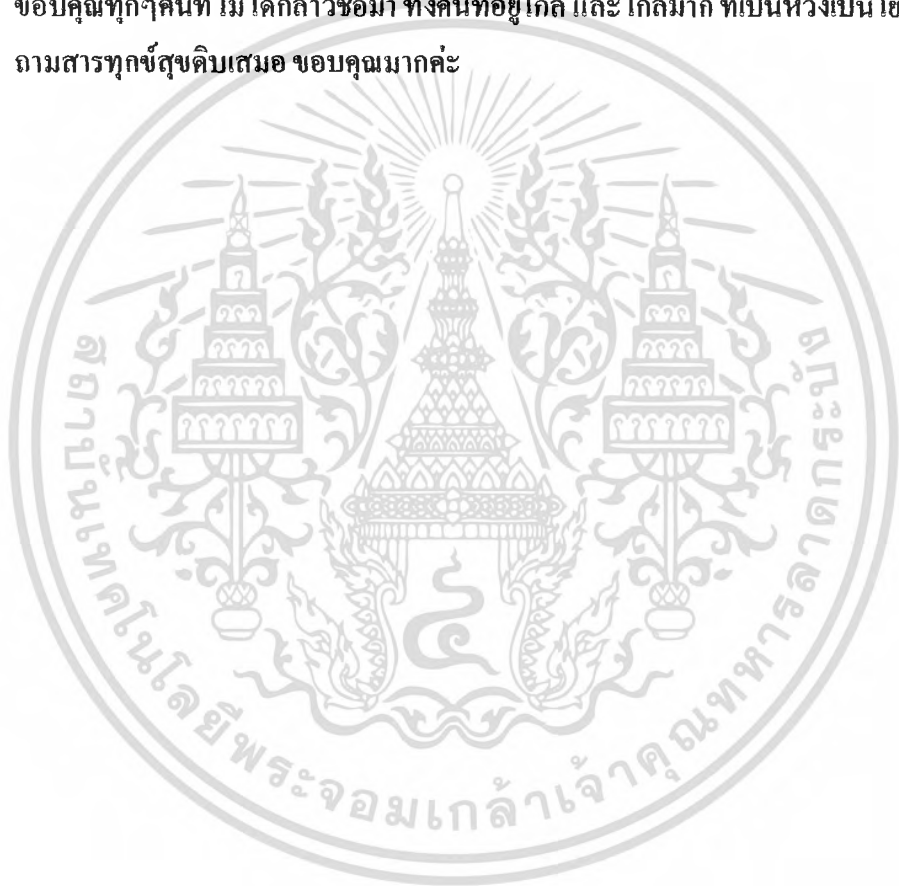 ขอบคุณทุกๆคนที่ไม่ได้กล่าวชื่อมา ทั้งคนที่อยู่ใกล้ และไกลมาก ที่เป็นห่วงเป็นใย
ถามสารทุกข์สุขดิบเสมอ ขอบคุณมากค่ะ
สถาบันเทคโนโลยีพระจอมเกล้าเจ้าคุณทหารลาดกระบัง
๔